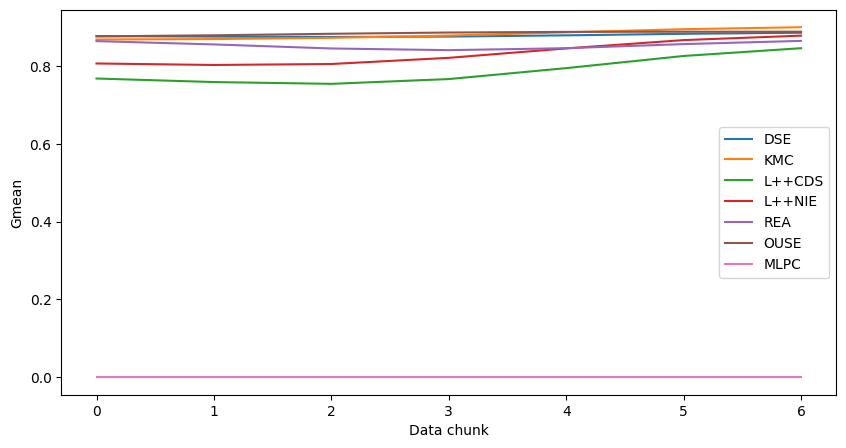 0.8
0.6
0.4
0.2
0.0
Gmean
0 1 2 3 4 5 6
Data chunk
DSE
KMC
L++CDS
L++NIE
REA
OUSE
MLPC